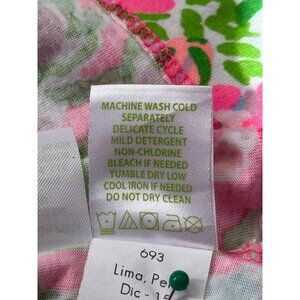 MACHINE WASH COLD
SEPARATELY
DELICATE CYCLE
MILD DETERGENT
NON-CHLORINE
BLEACH IF NEEDED
TUMBLE DRY LOW
COOL IRON IF NEEDED
DO NOT DRY CLEAN
693
Lima, Pe
Dic - 15